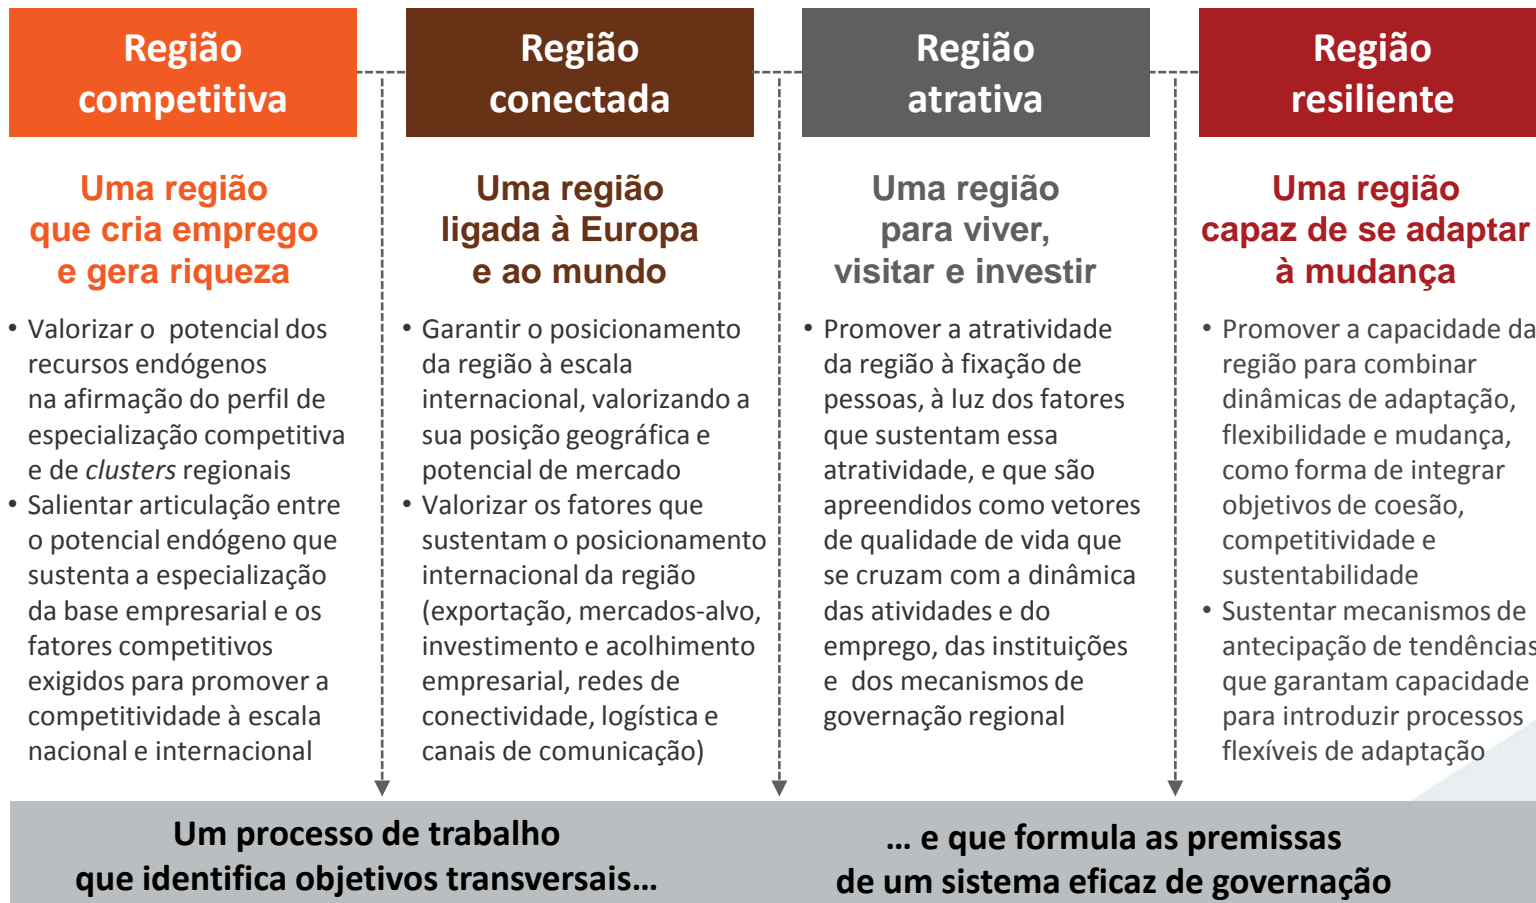 Região
competitiva
Uma região
que cria emprego
e gera riqueza
• Valorizar o potencial dos
recursos endógenos
na afirmação do perfil de
especialização competitiva
e de clusters regionais
• Salientar articulação entre
o potencial endógeno que
sustenta a especialização
da base empresarial e os
fatores competitivos
exigidos para promover a
competitividade à escala
nacional e internacional
Região
conectada
Uma região
ligada à Europa
e ao mundo
• Garantir o posicionamento
da região à escala
internacional, valorizando a
sua posição geográfica e
potencial de mercado
• Valorizar os fatores que
sustentam o posicionamento
internacional da região
(exportação, mercados-alvo,
investimento e acolhimento
empresarial, redes de
conectividade, logística e
canais de comunicação)
Região
atrativa
Uma região
para viver,
visitar e investir
• Promover a atratividade
da região à fixação de
pessoas, à luz dos fatores
que sustentam essa
atratividade, e que são
apreendidos como vetores
de qualidade de vida que
se cruzam com a dinâmica
das atividades e do
emprego, das instituições
e dos mecanismos de
governação regional
Região
resiliente
Uma região
capaz de se adaptar
à mudança
• Promover a capacidade da
região para combinar
dinâmicas de adaptação,
flexibilidade e mudança,
como forma de integrar
objetivos de coesão,
competitividade e
sustentabilidade
• Sustentar mecanismos de
antecipação de tendências
que garantam capacidade
para introduzir processos
flexíveis de adaptação
Um processo de trabalho
que identifica objetivos transversais…
… e que formula as premissas
de um sistema eficaz de governação